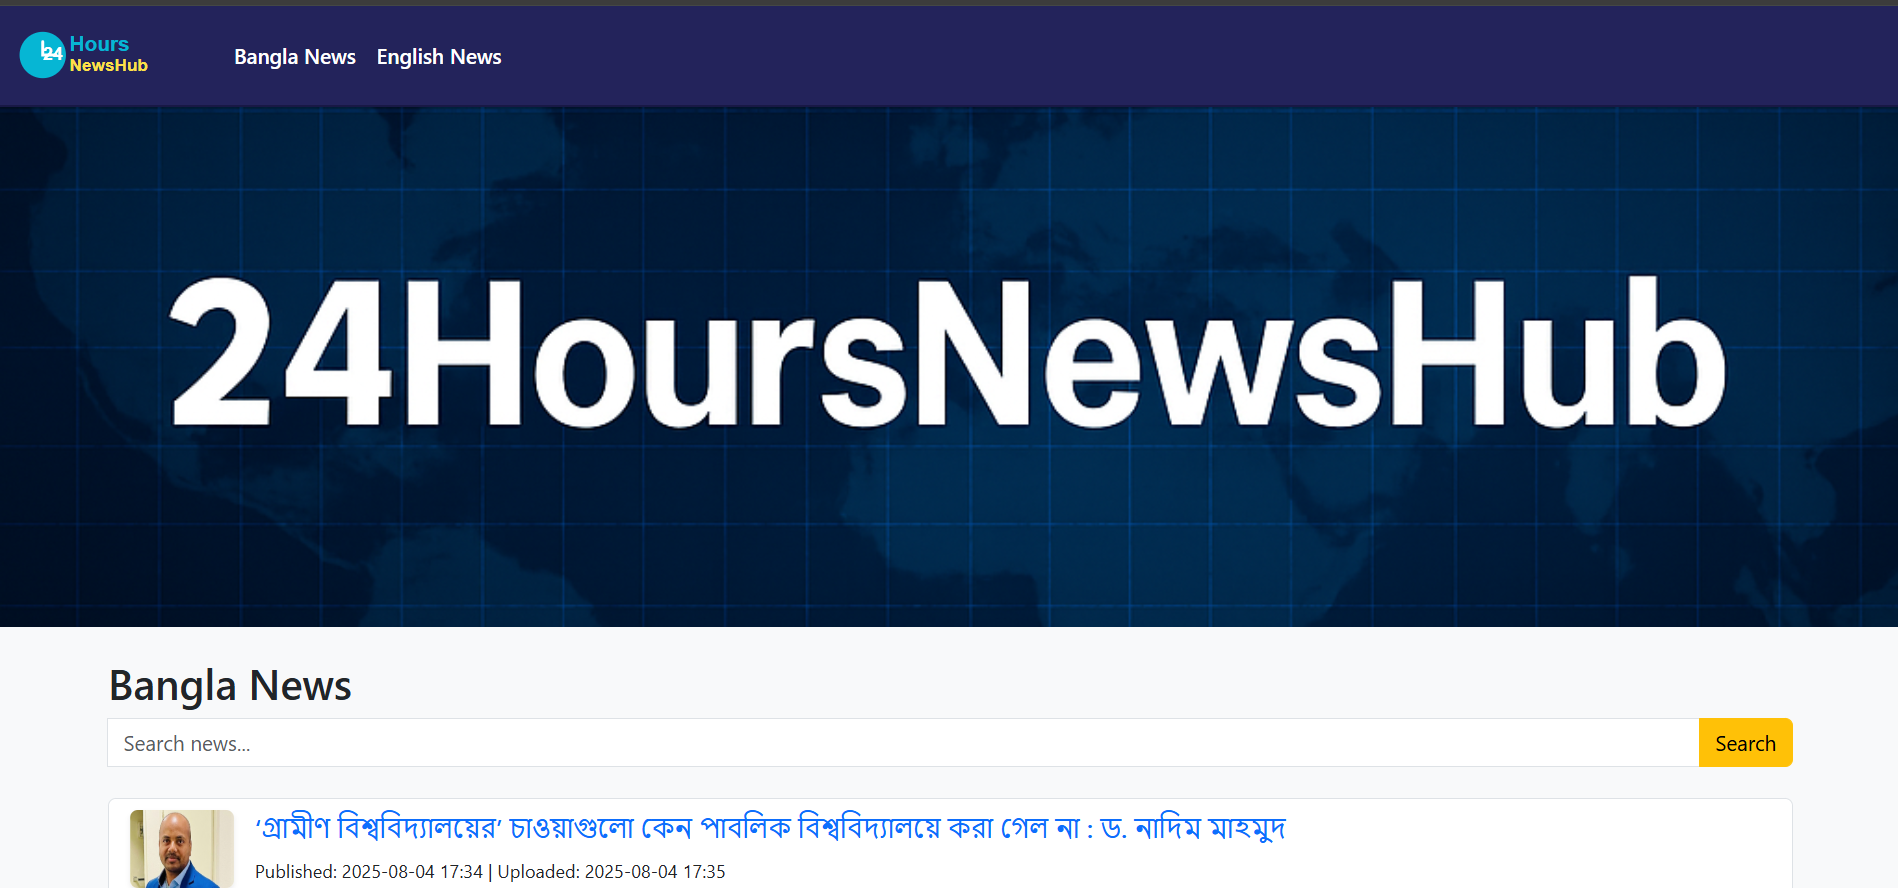 24 Hours
NewsHub
Bangla News English News
24HoursNewsHub
Bangla News
Search news...
Search
‘গ্রামীণ বিশ্ববিদ্যালয়ের’ চাওয়াগুলো কেন পাবলিক বিশ্ববিদ্যালয়ে করা গেল না : ড. নাদিম মাহমুদ
Published: 2025-08-04 17:34 | Uploaded: 2025-08-04 17:35